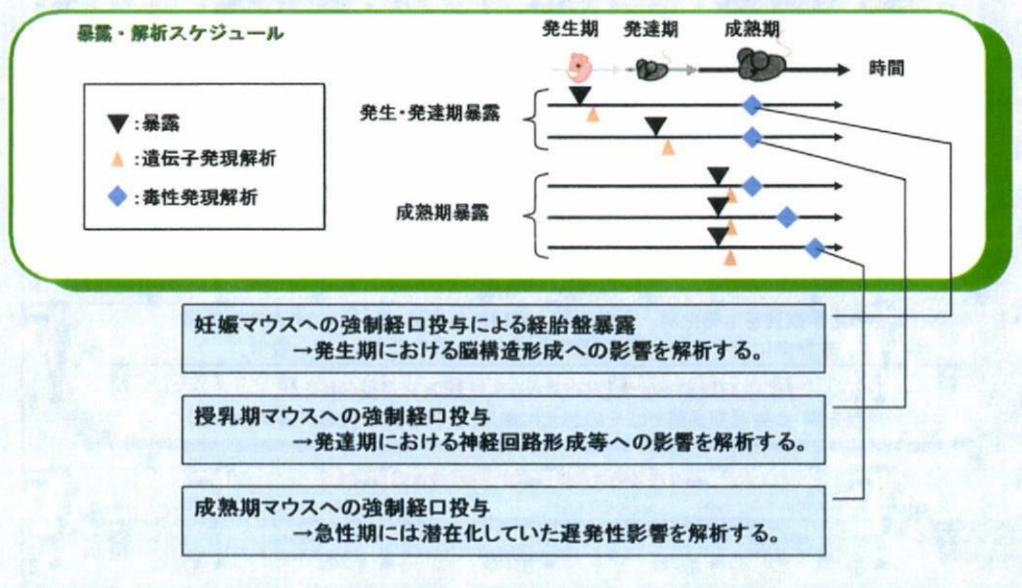 暴露・解析スケジュール
発生期 発達期 成熟期
時間
▼:暴露
▲:遺伝子発現解析
◆:毒性発現解析
発生・発達期暴露
成熟期暴露
妊娠マウスへの強制経口投与による経胎盤暴露
→発生期における脳構造形成への影響を解析する。
授乳期マウスへの強制経口投与
→発達期における神経回路形成等への影響を解析する。
成熟期マウスへの強制経口投与
→急性期には潜在化していた遅発性影響を解析する。